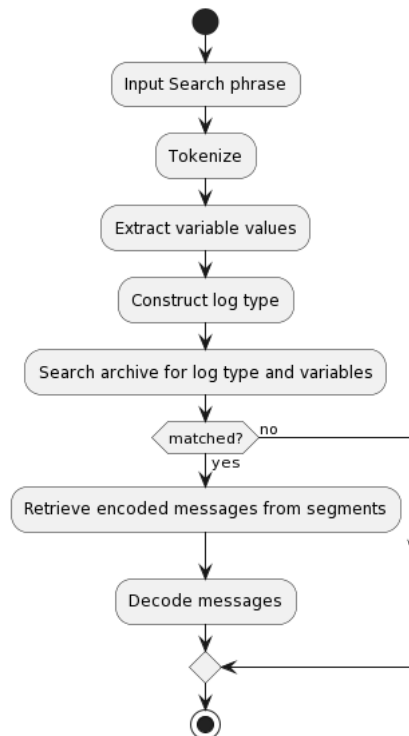 Input Search phrase
Tokenize
Extract variable values
Construct log type
Search archive for log type and variables
matched?
no
yes
Retrieve encoded messages from segments
Decode messages